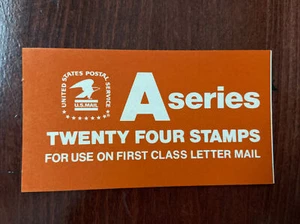 UNITED STATES POSTAL SERVICE
U.S.MAIL
A series
TWENTY FOUR STAMPS
FOR USE ON FIRST CLASS LETTER MAIL